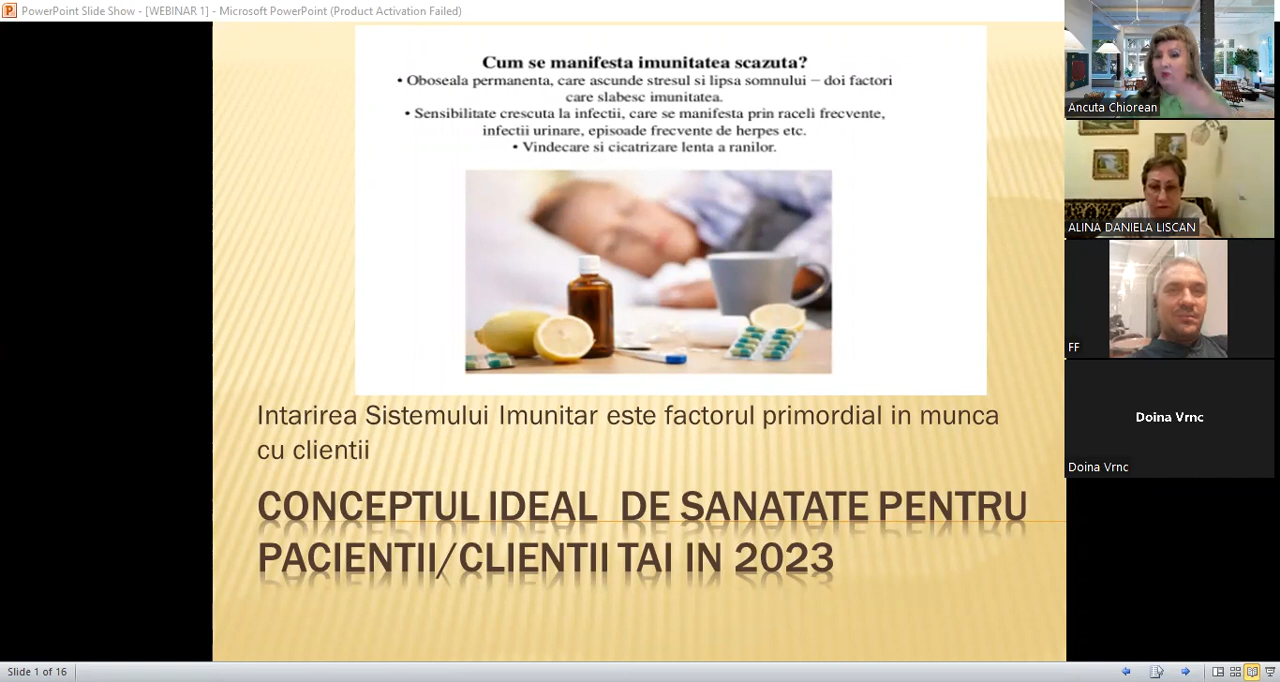 PowerPoint Slide Show - [WEBINAR 1] - Microsoft PowerPoint (Product Activation Failed)
Cum se manifesta imunitatea scazuta?
• Oboseala permanenta, care ascunde stresul si lipsa somnului – doi factori
care slabesc imunitatea.
• Sensibilitate crescuta la infectii, care se manifesta prin raceli frecvente,
infectii urinare, episoade frecvente de herpes etc.
• Vindecare si cicatrizare lenta a ranilor.
Intarirea Sistemului Imunitar este factorul primordial in munca
cu clientii
CONCEPTUL IDEAL DE SANATATE PENTRU
PACIENTII/CLIENTII TAI IN 2023
Ancuta Chiorean
ALINA DANIELA LISCAN
FF
Doina Vrnc
Doina Vrnc
Slide 1 of 16